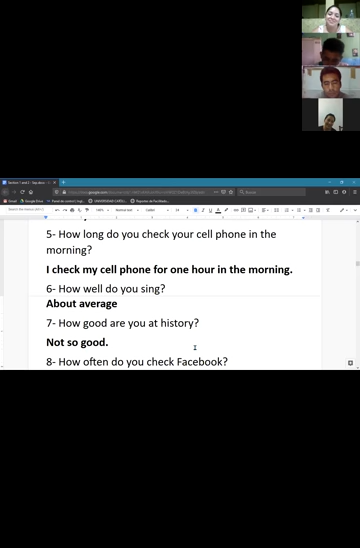 5- How long do you check your cell phone in the
morning?
I check my cell phone for one hour in the morning.
6- How well do you sing?
About average
7- How good are you at history?
Not so good.
8- How often do you check Facebook?